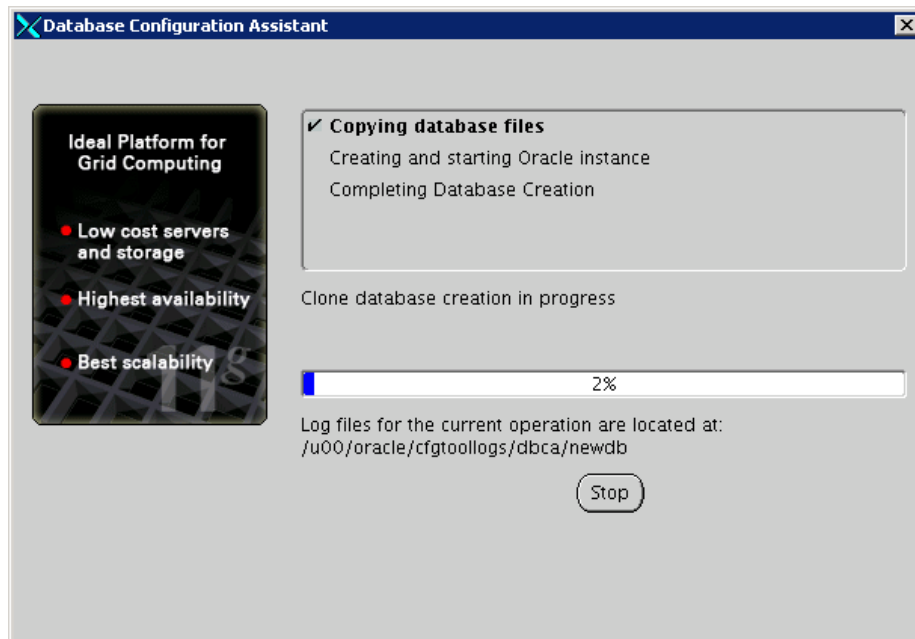 Database Configuration Assistant
Ideal Platform for
Grid Computing
Low cost servers
and storage
Highest availability
Best scalability
11g
Copying database files
Creating and starting Oracle instance
Completing Database Creation
Clone database creation in progress
2%
Log files for the current operation are located at:
/u00/oracle/cfgtoollogs/dbca/newdb
Stop